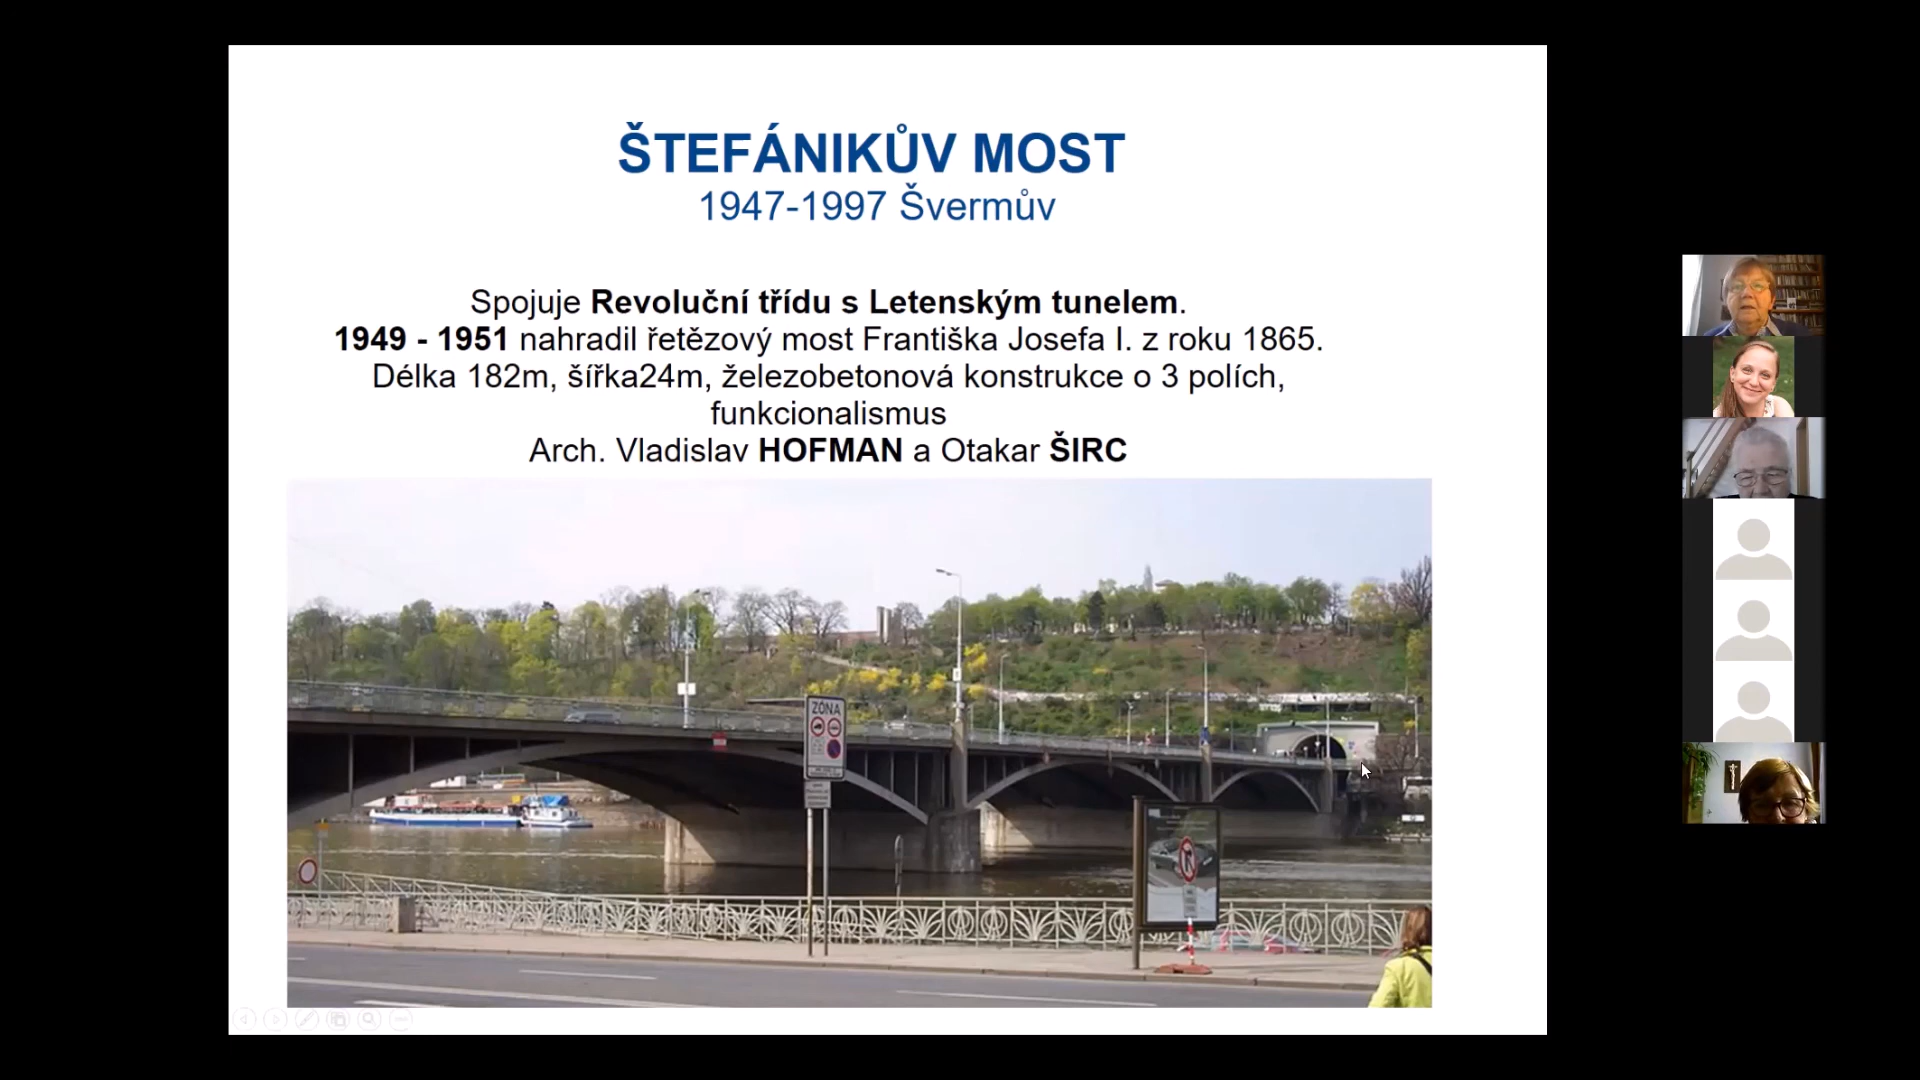 ŠTEFÁNIKŮV MOST
1947-1997 Švermův
Spojuje Revoluční třídu s Letenským tunelem.
1949 - 1951 nahradil řetězový most Františka Josefa I. z roku 1865.
Délka 182m, šířka24m, železobetonová konstrukce o 3 polích,
funkcionalismus
Arch. Vladislav HOFMAN a Otakar ŠIRC
ZÓNA